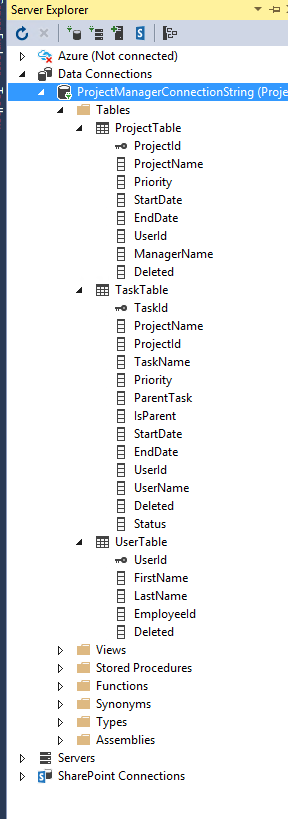 Server Explorer
Azure (Not connected)
Data Connections
ProjectManagerConnectionString (Proje
Tables
ProjectTable
ProjectId
ProjectName
Priority
StartDate
EndDate
UserId
ManagerName
Deleted
TaskTable
TaskId
ProjectName
ProjectId
TaskName
Priority
ParentTask
IsParent
StartDate
EndDate
UserId
UserName
Deleted
Status
UserTable
UserId
FirstName
LastName
EmployeeId
Deleted
Views
Stored Procedures
Functions
Synonyms
Types
Assemblies
Servers
SharePoint Connections